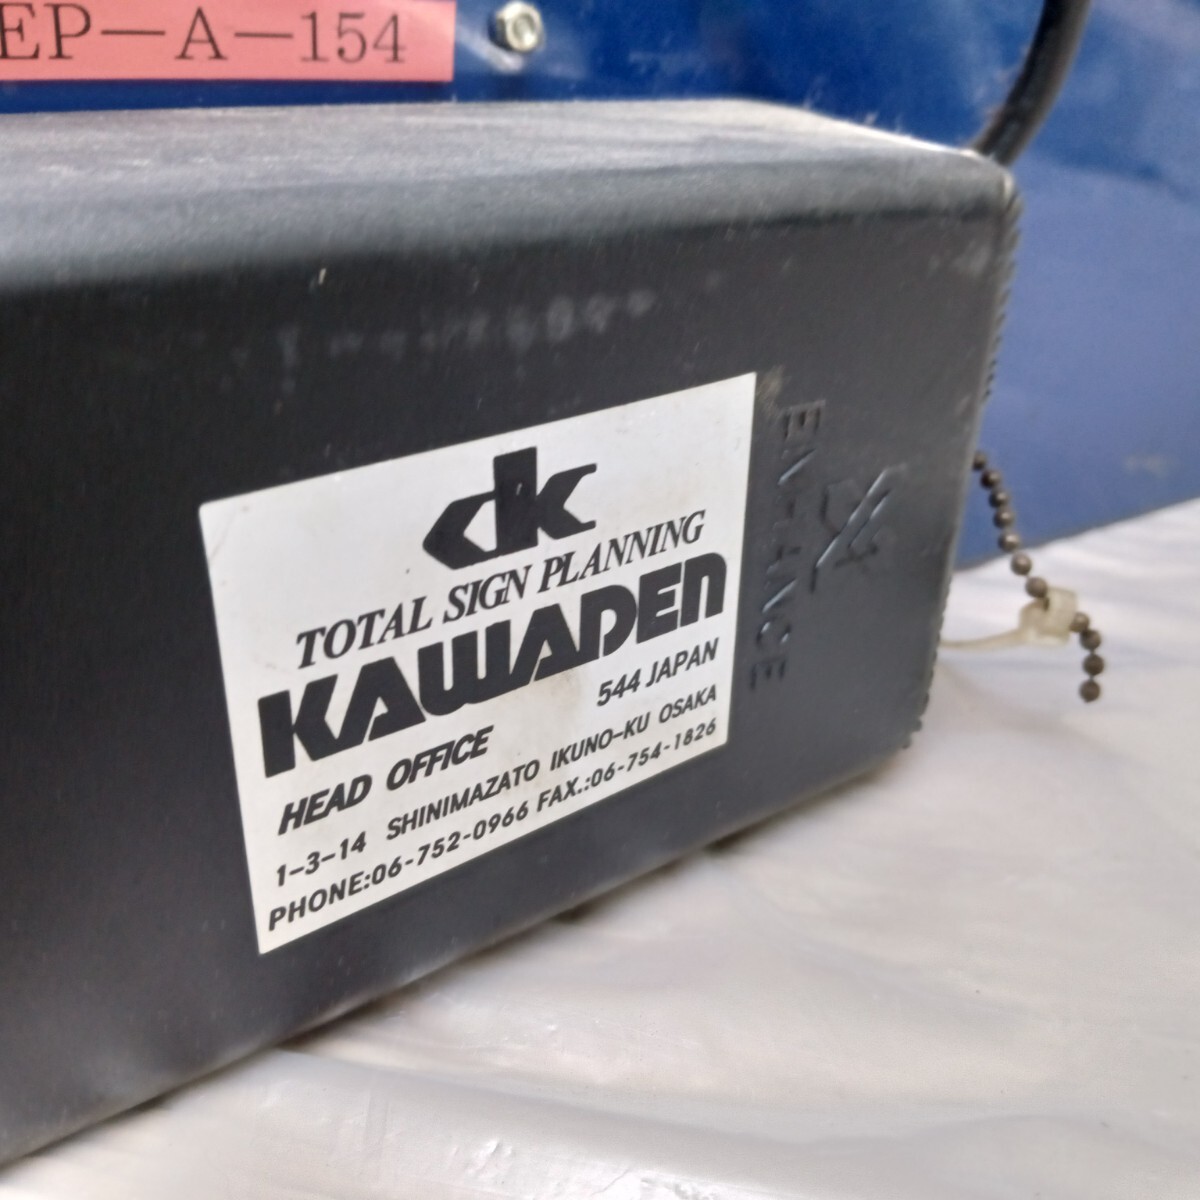 EP-A-154
dk
TOTAL SIGN PLANNING
KAWADEN
HEAD OFFICE 544 JAPAN
1-3-14 SHINIMAZATO IKUNO-KU OSAKA
PHONE:06-752-0966 FAX.:06-754-1826